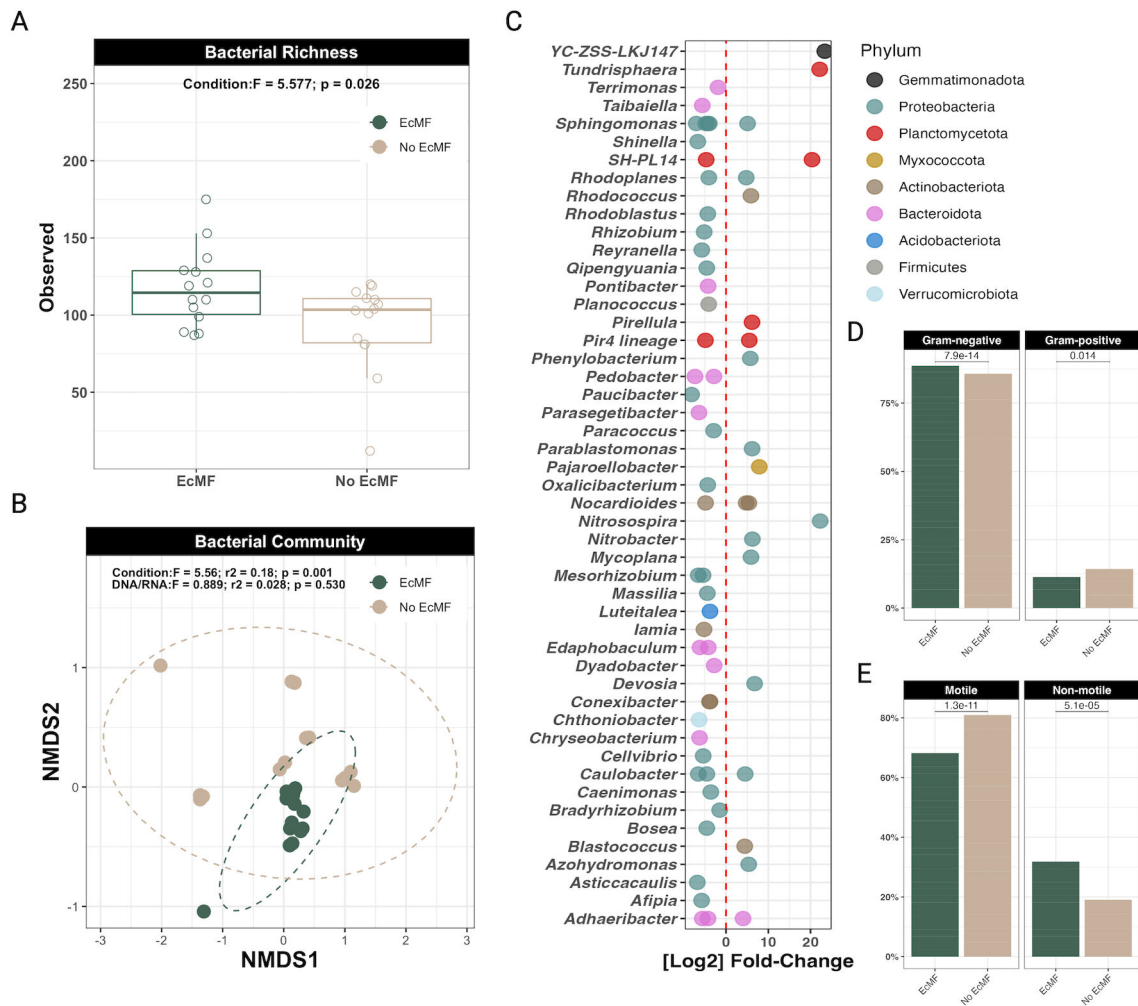 A
Bacterial Richness
Condition:F = 5.577; p = 0.026
EcMF
No EcMF
250
200
150
100
50
Observed
EcMF
No EcMF
B
Bacterial Community
Condition:F = 5.56; r2 = 0.18; p = 0.001
DNA/RNA:F = 0.889; r2 = 0.028; p = 0.530
EcMF
No EcMF
1
0
-1
NMDS2
-3
-2
-1
0
1
2
3
NMDS1
C
YC-ZSS-LKJ147
Tundrisphaera
Terrimonas
Taibaiella
Sphingomonas
Shinella
SH-PL14
Rhodoplanes
Rhodococcus
Rhodoblastus
Rhizobium
Reyranella
Qipengyuania
Pontibacter
Planococcus
Pirellula
Pir4 lineage
Phenylobacterium
Pedobacter
Paucibacter
Parasegetibacter
Paracoccus
Parablastomonas
Pajaroellobacter
Oxalicibacterium
Nocardioides
Nitrosospira
Nitrobacter
Mycoplana
Mesorhizobium
Massilia
Luteitalea
Iamia
Edaphobaculum
Dyadobacter
Devosia
Conexibacter
Chthoniobacter
Chryseobacterium
Cellvibrio
Caulobacter
Caenimonas
Bradyrhizobium
Bosea
Blastococcus
Azohydromonas
Asticcacaulis
Afipia
Adhaeribacter
0
10
20
[Log2] Fold-Change
Phylum
Gemmatimonadota
Proteobacteria
Planctomycetota
Myxococcota
Actinobacteriota
Bacteroidota
Acidobacteriota
Firmicutes
Verrucomicrobiota
D
Gram-negative
Gram-positive
7.9e-14
0.014
75%
50%
25%
0%
EcMF
No EcMF
EcMF
No EcMF
E
Motile
Non-motile
1.3e-11
5.1e-05
80%
60%
40%
20%
0%
EcMF
No EcMF
EcMF
No EcMF